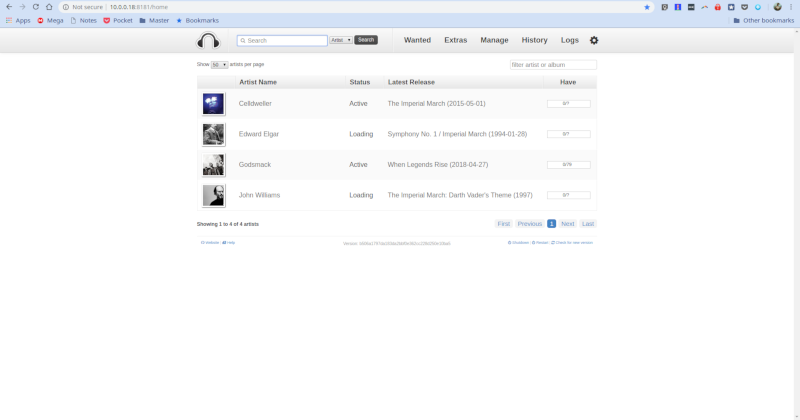 Not secure | 10.0.0.18:8181/home
Apps Mega Notes Pocket Master Bookmarks Other bookmarks
Search Artist Search Wanted Extras Manage History Logs
Show 50 artists per page filter artist or album
Artist Name Status Latest Release Have
Celldweller Active The Imperial March (2015-05-01) 0/?
Edward Elgar Loading Symphony No. 1 / Imperial March (1994-01-28) 0/?
Godsmack Active When Legends Rise (2018-04-27)
John Williams Loading The Imperial March: Darth Vader's Theme (1997) 0/?
Showing 1 to 4 of 4 artists First Previous 1 Next Last
Website | Help Version: Shutdown | Restart | Check for new version